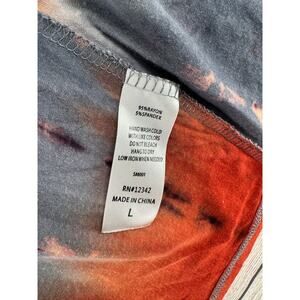 95%RAYON
5%SPANDEX
HAND WASH COLD
WITH LIKE COLORS
DO NOT BLEACH
HANG TO DRY
LOW IRON WHEN NEEDED
SA8001
RN#12342
MADE IN CHINA
L